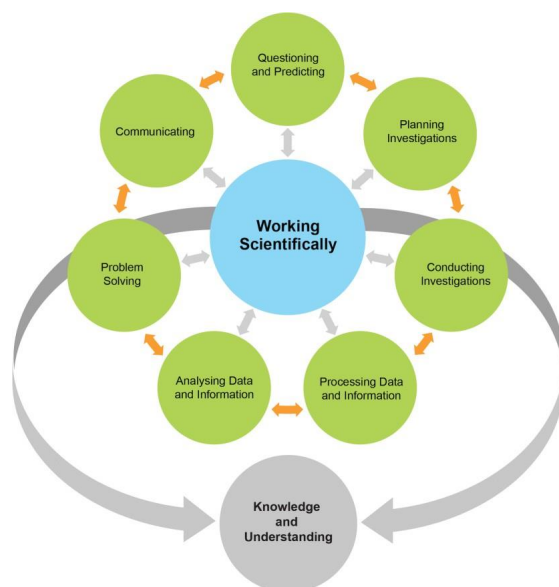 Questioning
and Predicting
Communicating
Planning
Investigations
Working
Scientifically
Problem
Solving
Conducting
Investigations
Analysing Data
and Information
Processing Data
and Information
Knowledge
and
Understanding